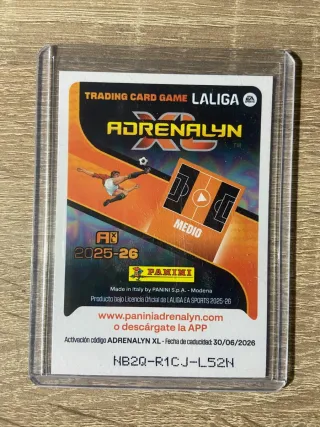 TRADING CARD GAME LALIGA
ADRENALYN
XL
TM
MEDIO
2025-26
PANINI
Made in Italy by PANINI S.p.A. - Modena
Producto bajo Licencia Oficial de LALIGA EA SPORTS 2025-26
www.paniniadrenalyn.com
o descárgate la APP
Activación código ADRENALYN XL - Fecha de caducidad: 30/06/2026
NB2Q-R1CJ-L52N